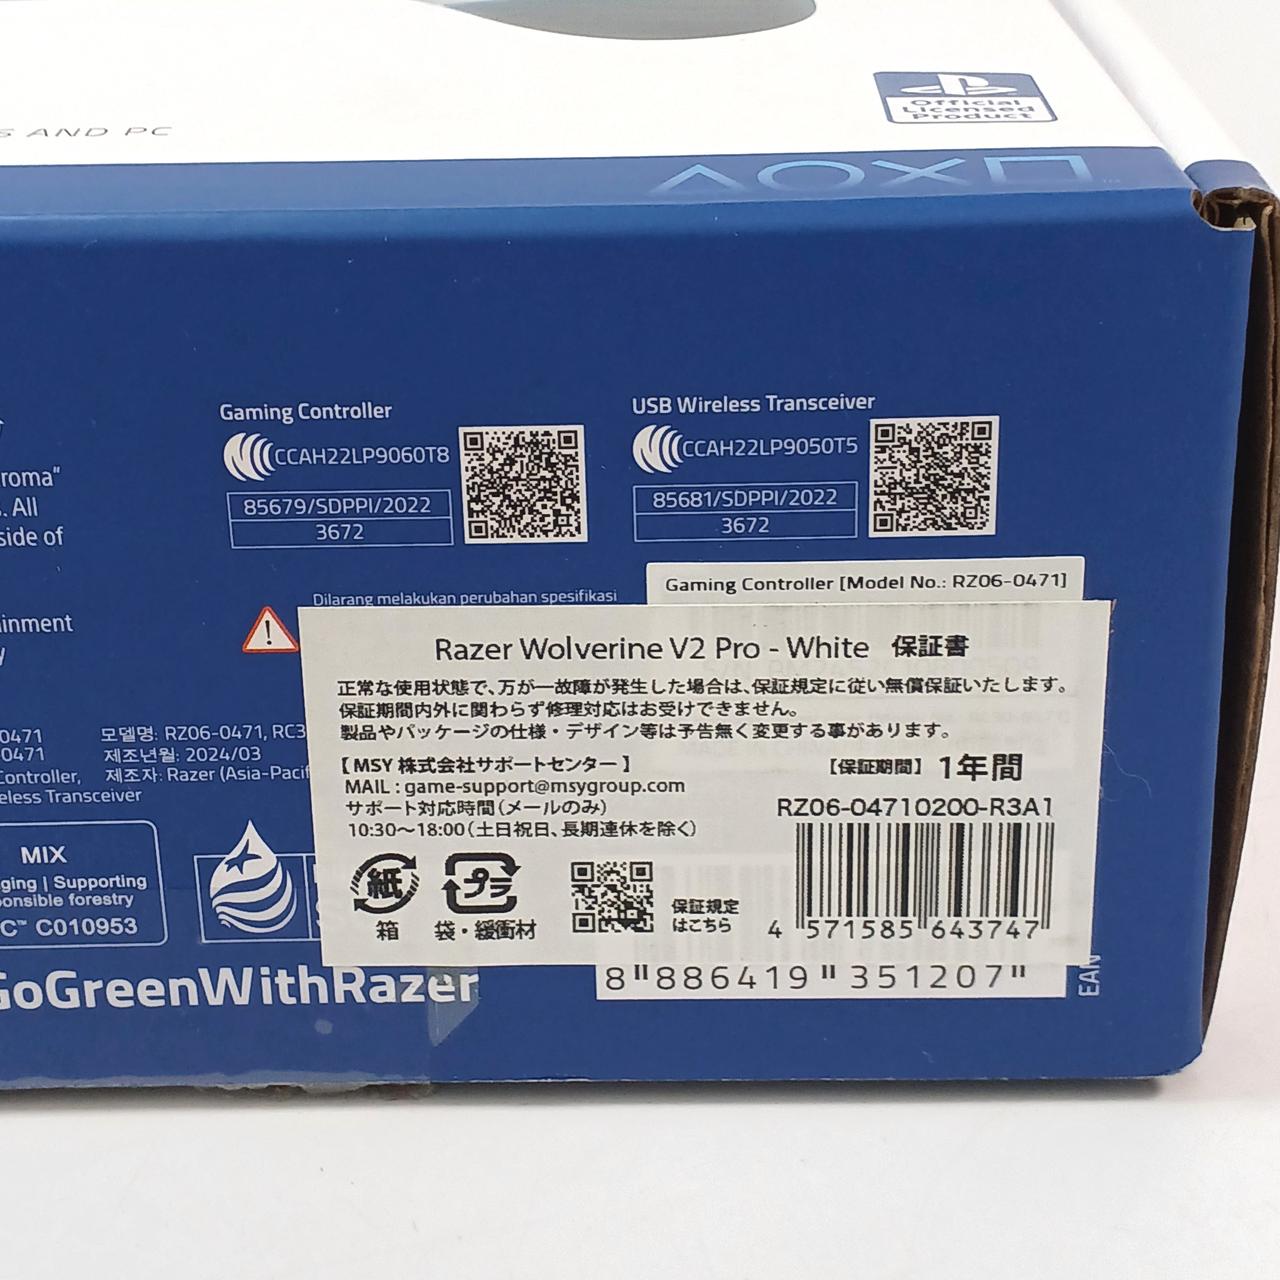 AND PC
Official
Licensed
Product
Gaming Controller
CCAH22LP9060T8
85679/SDPPI/2022
3672
USB Wireless Transceiver
CCAH22LP9050T5
85681/SDPPI/2022
3672
roma"
. All
side of
inment
y
Dilarang melakukan perubahan spesifikasi
Gaming Controller [Model No.: RZ06-0471]
Razer Wolverine V2 Pro - White 保証書
正常な使用状態で、万が一故障が発生した場合は、保証規定に従い無償保証いたします。
保証期間内外に関わらず修理対応はお受けできません。
製品やパッケージの仕様・デザイン等は予告無く変更する事があります。
【 MSY 株式会社サポートセンター 】
MAIL : game-support@msygroup.com
サポート対応時間（メールのみ）
10:30～18:00（土日祝日、長期連休を除く）
【保証期間】 1年間
RZ06-04710200-R3A1
紙
箱
プラ
袋・緩衝材
保証規定
はこちら
4 571585 643747
8 886419 351207
EAN
0471
0471
Controller,
eless Transceiver
모델명: RZ06-0471, RC3
제조년월: 2024/03
제조자: Razer (Asia-Pacif
MIX
ging | Supporting
ponsible forestry
C™ C010953
GoGreenWithRazer